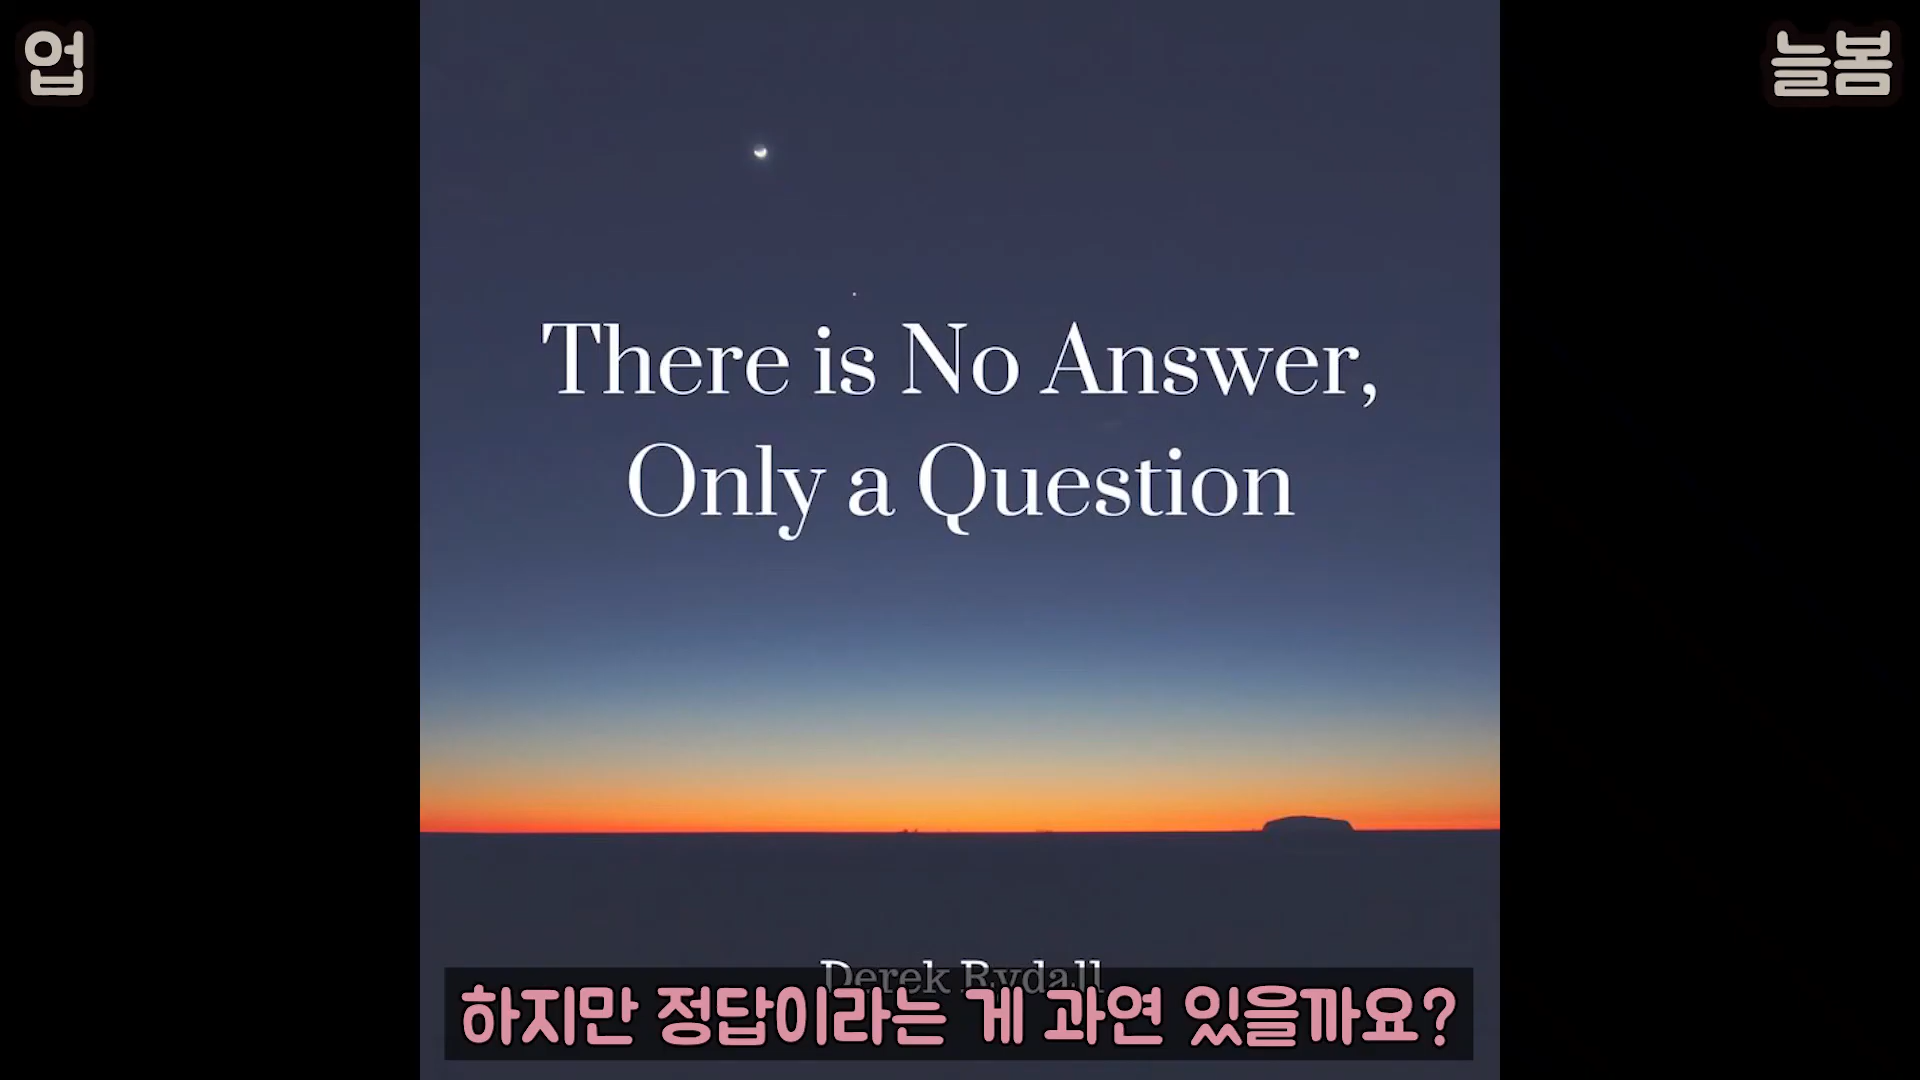 업
늘봄
There is No Answer,
Only a Question
Derek Rydall
하지만 정답이라는 게 과연 있을까요?